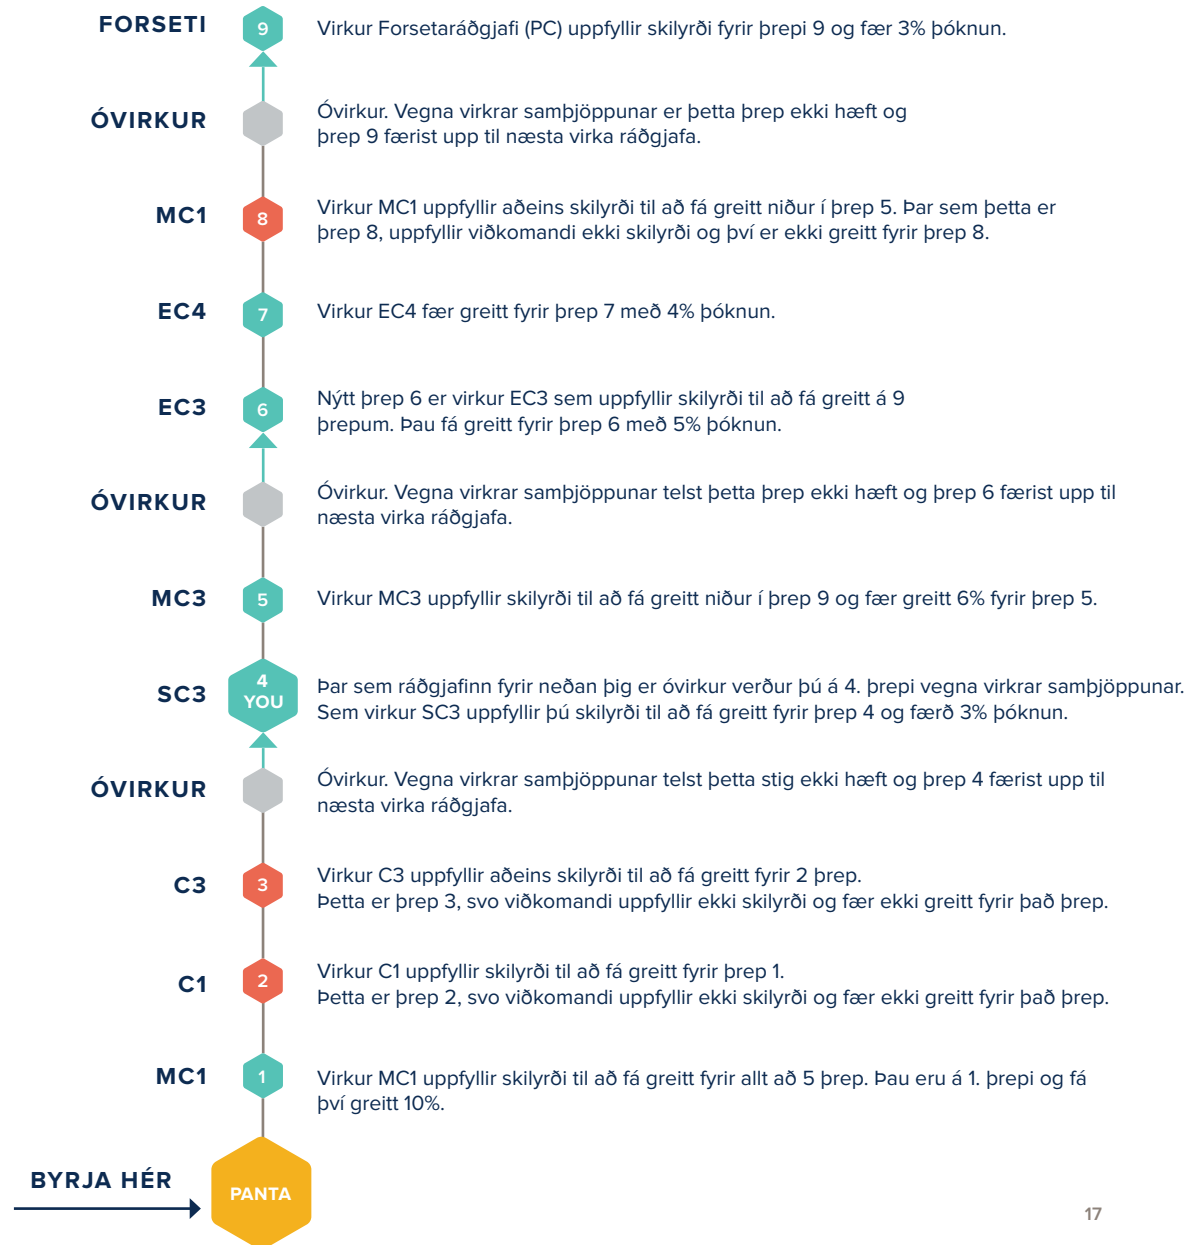 FORSETI
9
Virkur Forsetaráðgjafi (PC) uppfyllir skilyrði fyrir þrepi 9 og fær 3% þóknun.
ÓVIRKUR
Óvirkur. Vegna virkrar samþjöppunar er þetta þrep ekki hæft og
þrep 9 færist upp til næsta virka ráðgjafa.
MC1
8
Virkur MC1 uppfyllir aðeins skilyrði til að fá greitt niður í þrep 5. Þar sem þetta er
þrep 8, uppfyllir viðkomandi ekki skilyrði og því er ekki greitt fyrir þrep 8.
EC4
7
Virkur EC4 fær greitt fyrir þrep 7 með 4% þóknun.
EC3
6
Nýtt þrep 6 er virkur EC3 sem uppfyllir skilyrði til að fá greitt á 9
þrepum. Þau fá greitt fyrir þrep 6 með 5% þóknun.
ÓVIRKUR
Óvirkur. Vegna virkrar samþjöppunar telst þetta þrep ekki hæft og þrep 6 færist upp til
næsta virka ráðgjafa.
MC3
5
Virkur MC3 uppfyllir skilyrði til að fá greitt niður í þrep 9 og fær greitt 6% fyrir þrep 5.
SC3
4
YOU
Þar sem ráðgjafinn fyrir neðan þig er óvirkur verður þú á 4. þrepi vegna virkrar samþjöppunar.
Sem virkur SC3 uppfyllir þú skilyrði til að fá greitt fyrir þrep 4 og færð 3% þóknun.
ÓVIRKUR
Óvirkur. Vegna virkrar samþjöppunar telst þetta stig ekki hæft og þrep 4 færist upp til
næsta virka ráðgjafa.
C3
3
Virkur C3 uppfyllir aðeins skilyrði til að fá greitt fyrir 2 þrep.
Þetta er þrep 3, svo viðkomandi uppfyllir ekki skilyrði og fær ekki greitt fyrir það þrep.
C1
2
Virkur C1 uppfyllir skilyrði til að fá greitt fyrir þrep 1.
Þetta er þrep 2, svo viðkomandi uppfyllir ekki skilyrði og fær ekki greitt fyrir það þrep.
MC1
1
Virkur MC1 uppfyllir skilyrði til að fá greitt fyrir allt að 5 þrep. Þau eru á 1. þrepi og fá
því greitt 10%.
BYRJA HÉR
PANTA
17